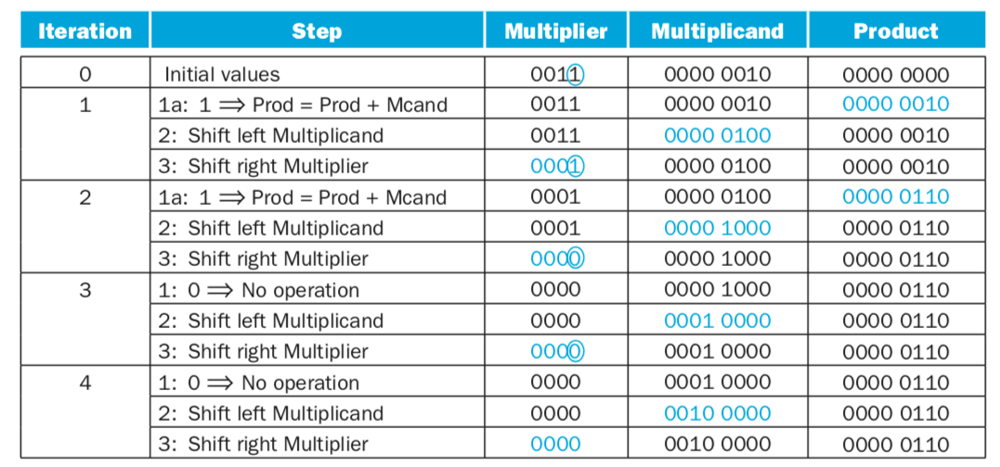 Iteration Step Multiplier Multiplicand Product
0 Initial values 0011 0000 0010 0000 0000
1 1a: 1 ⇒ Prod = Prod + Mcand 0011 0000 0010 0000 0010
2: Shift left Multiplicand 0011 0000 0100 0000 0010
3: Shift right Multiplier 0001 0000 0100 0000 0010
2 1a: 1 ⇒ Prod = Prod + Mcand 0001 0000 0100 0000 0110
2: Shift left Multiplicand 0001 0000 1000 0000 0110
3: Shift right Multiplier 0000 0000 1000 0000 0110
3 1: 0 ⇒ No operation 0000 0000 1000 0000 0110
2: Shift left Multiplicand 0000 0001 0000 0000 0110
3: Shift right Multiplier 0000 0001 0000 0000 0110
4 1: 0 ⇒ No operation 0000 0001 0000 0000 0110
2: Shift left Multiplicand 0000 0010 0000 0000 0110
3: Shift right Multiplier 0000 0010 0000 0000 0110